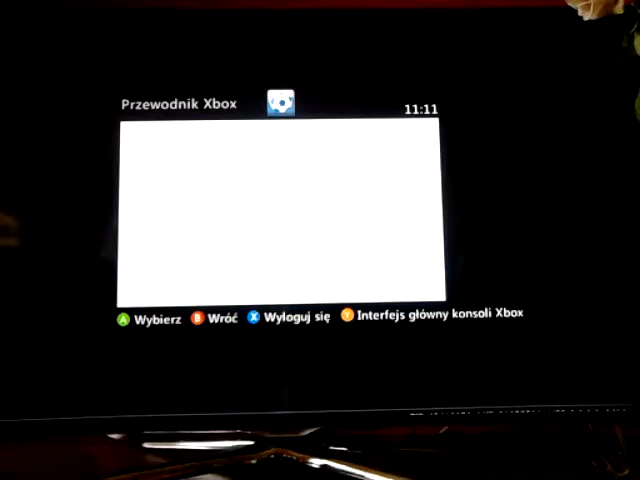 Przewodnik Xbox
11:11
A Wybierz B Wróć X Wyloguj się Y Interfejs główny konsoli Xbox